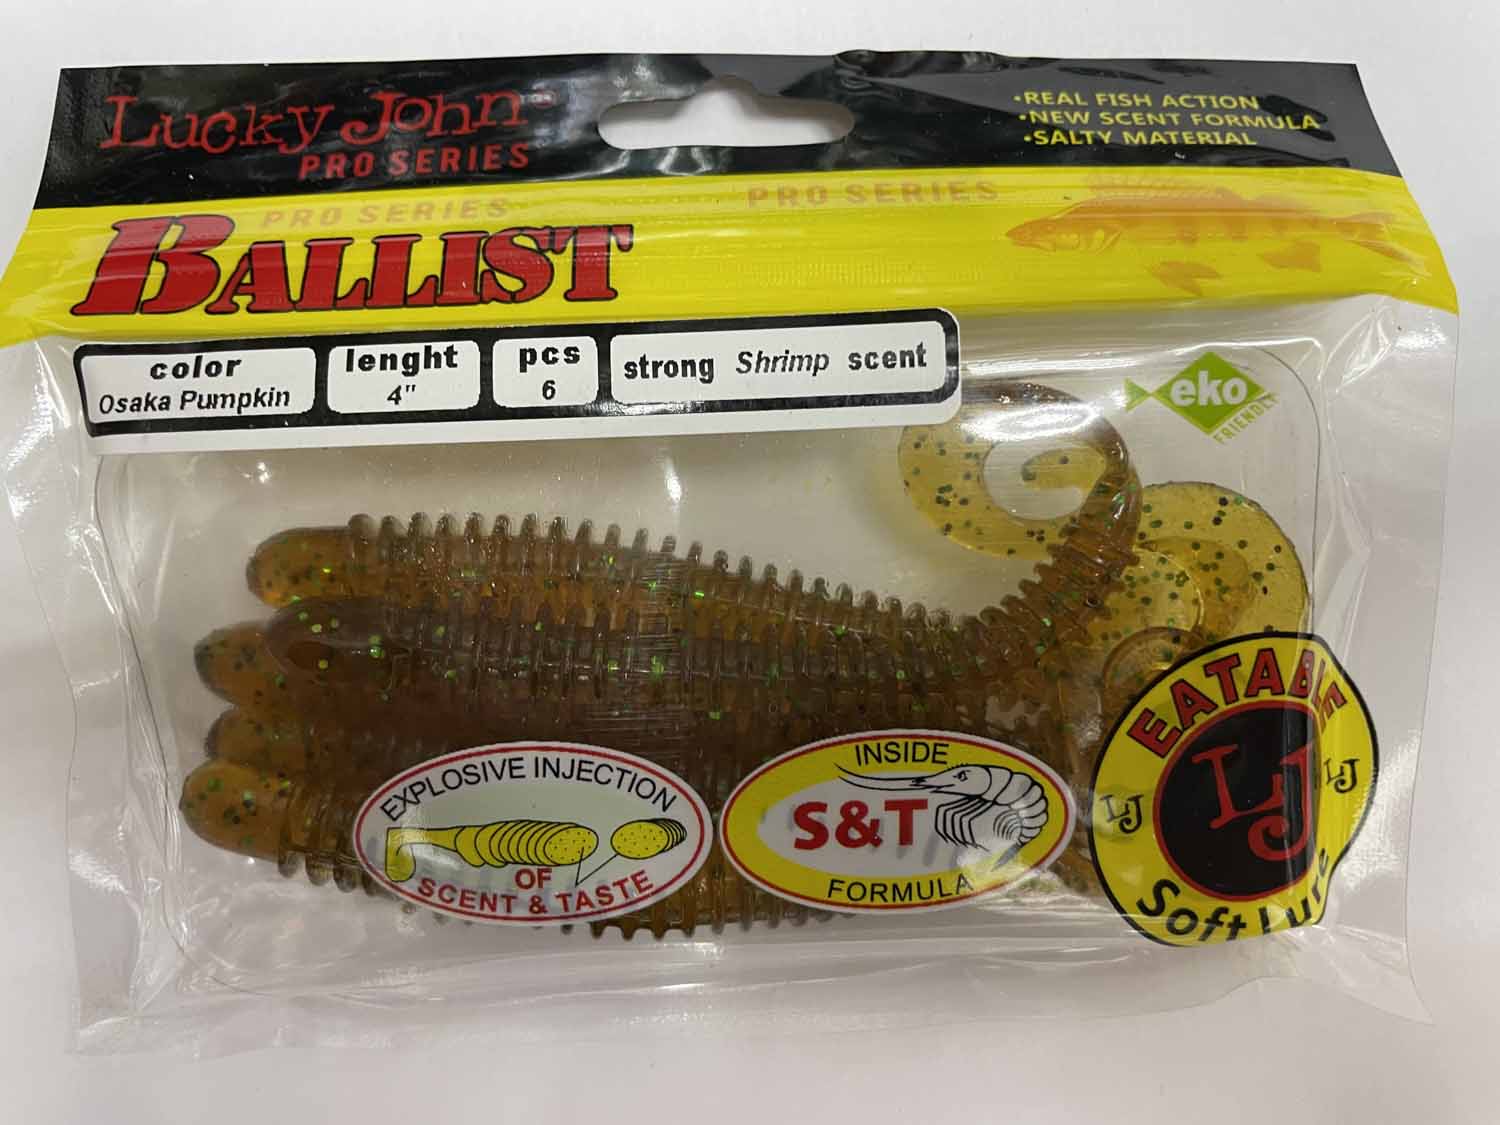 Lucky John
PRO SERIES
•REAL FISH ACTION
•NEW SCENT FORMULA
•SALTY MATERIAL
PRO SERIES
PRO SERIES
BALLIST
color
Osaka Pumpkin
lenght
4"
pcs
6
strong Shrimp scent
eko
FRIENDLY
EXPLOSIVE INJECTION
OF
SCENT & TASTE
INSIDE
S&T
FORMULA
EATABLE
LJ
LJ
LJ
Soft Lure